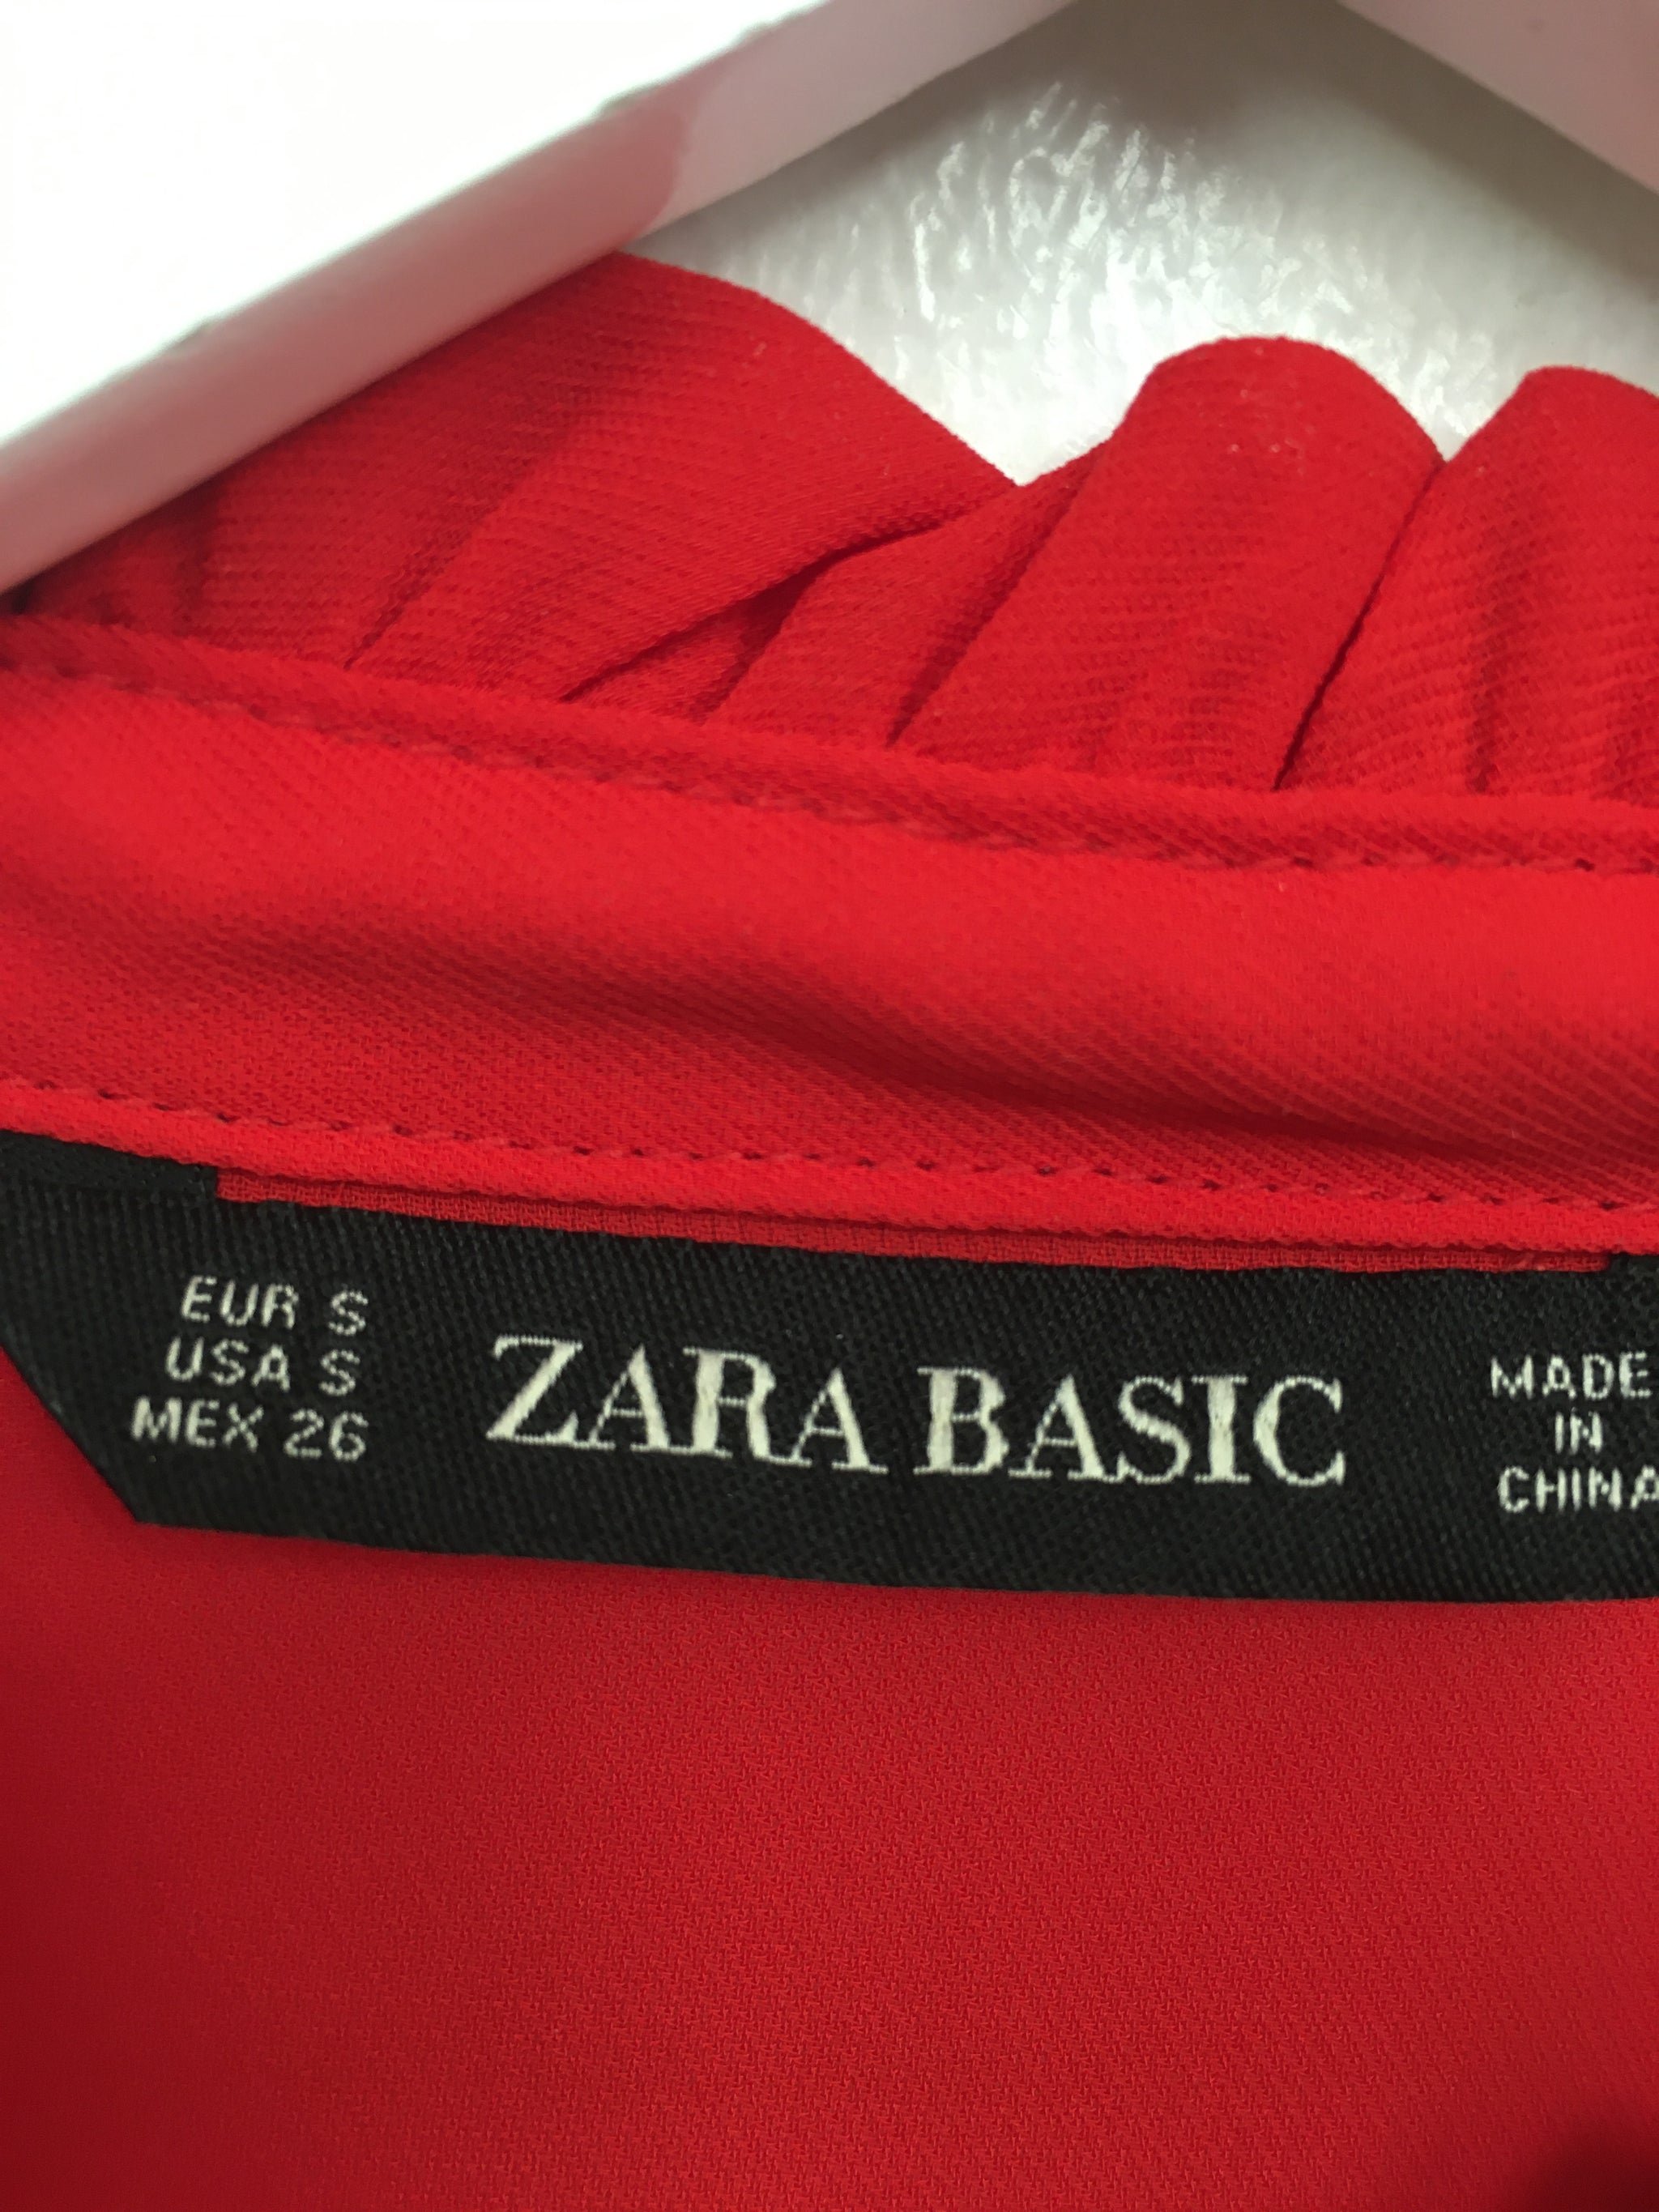 EUR S
USA S
MEX 26
ZARA BASIC
MADE
IN
CHINA